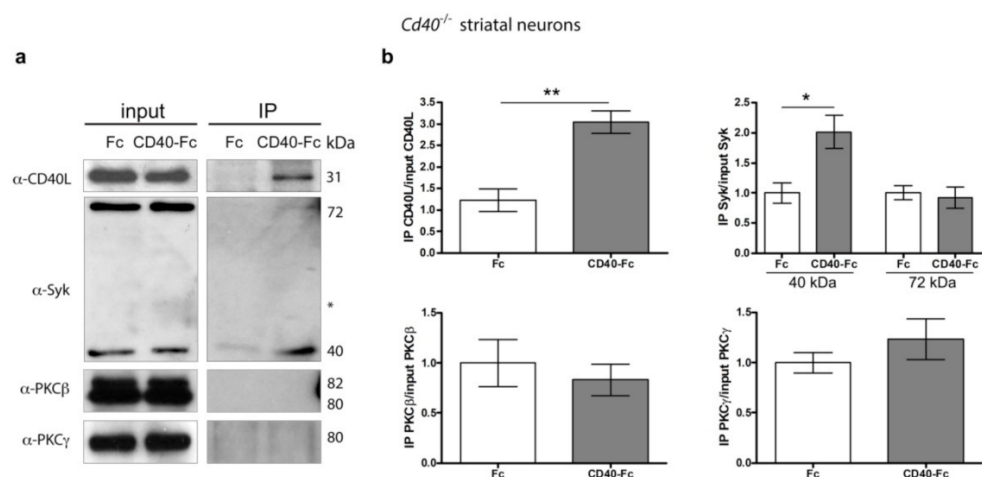 Cd40-/- striatal neurons
a
input IP
Fc CD40-Fc Fc CD40-Fc kDa
α-CD40L 31
72
α-Syk
*
40
α-PKCβ 82
80
α-PKCγ 80
b
**
IP CD40L/input CD40L
3.5
3.0
2.5
2.0
1.5
1.0
0.5
0.0
Fc CD40-Fc
*
IP Syk/input Syk
2.5
2.0
1.5
1.0
0.5
0.0
Fc CD40-Fc Fc CD40-Fc
40 kDa 72 kDa
IP PKCβ/input PKCβ
1.5
1.0
0.5
0.0
Fc CD40-Fc
IP PKCγ/input PKCγ
1.5
1.0
0.5
0.0
Fc CD40-Fc